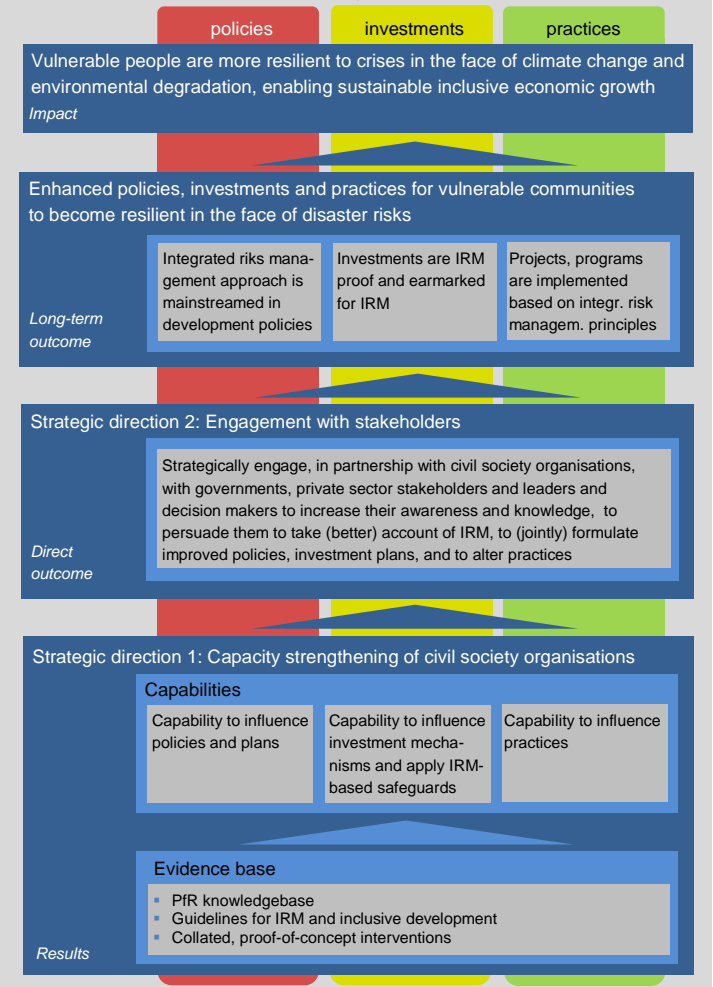 policies
investments
practices
Vulnerable people are more resilient to crises in the face of climate change and
environmental degradation, enabling sustainable inclusive economic growth
Impact
Enhanced policies, investments and practices for vulnerable communities
to become resilient in the face of disaster risks
Integrated riks mana-
gement approach is
mainstreamed in
development policies
Investments are IRM
proof and earmarked
for IRM
Projects, programs
are implemented
based on integr. risk
managem. principles
Long-term
outcome
Strategic direction 2: Engagement with stakeholders
Strategically engage, in partnership with civil society organisations,
with governments, private sector stakeholders and leaders and
decision makers to increase their awareness and knowledge, to
persuade them to take (better) account of IRM, to (jointly) formulate
improved policies, investment plans, and to alter practices
Direct
outcome
Strategic direction 1: Capacity strengthening of civil society organisations
Capabilities
Capability to influence
policies and plans
Capability to influence
investment mecha-
nisms and apply IRM-
based safeguards
Capability to influence
practices
Evidence base
▪ PfR knowledgebase
▪ Guidelines for IRM and inclusive development
▪ Collated, proof-of-concept interventions
Results